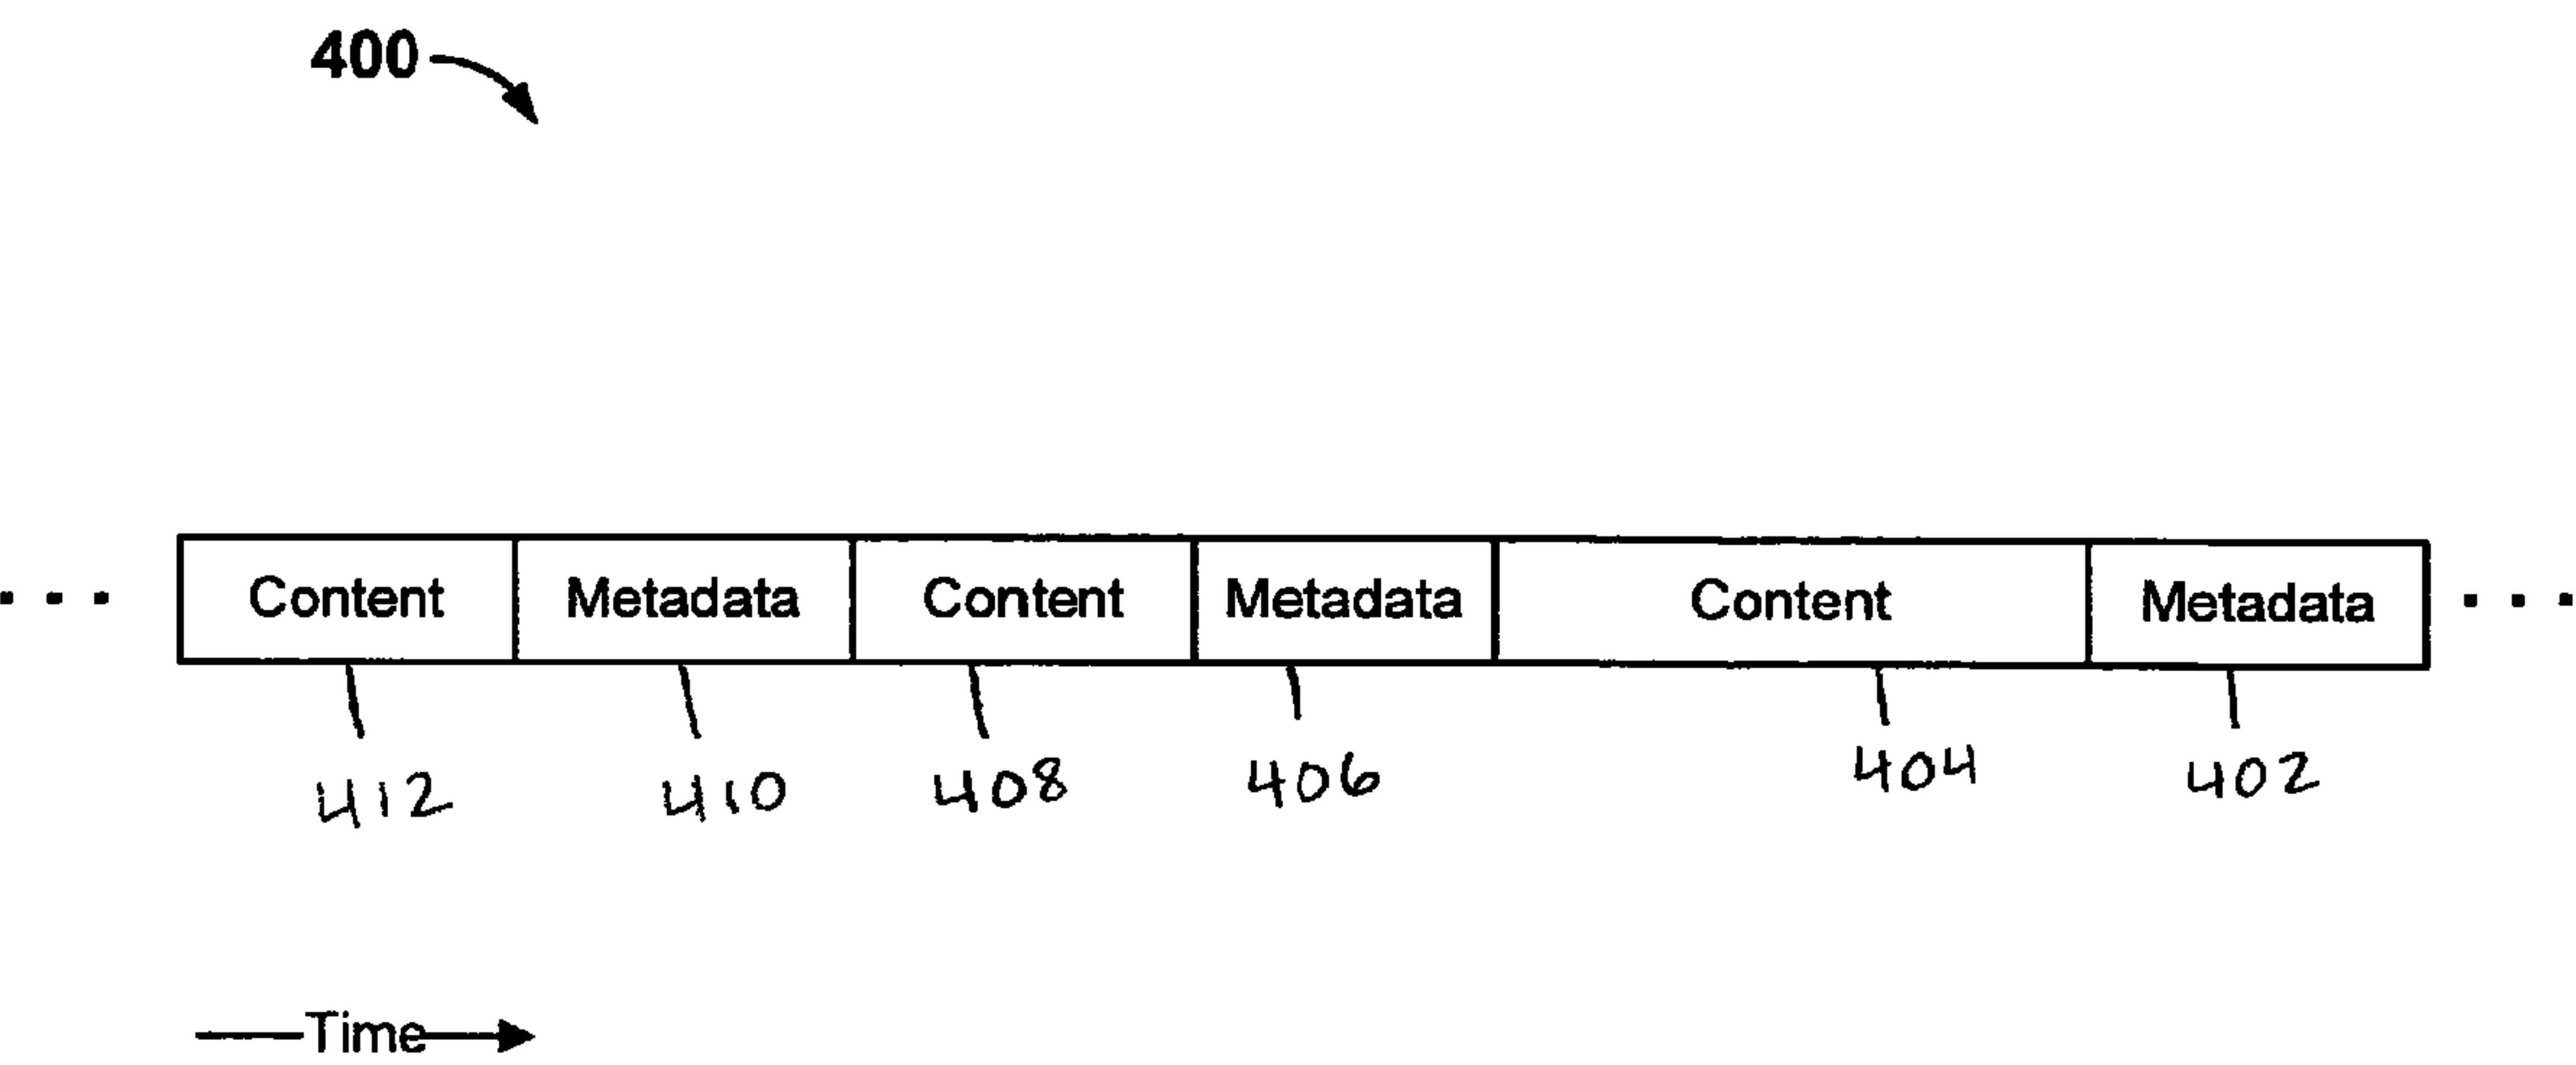 400
... Content Metadata Content Metadata Content Metadata ...
412 410 408 406 404 402
Time